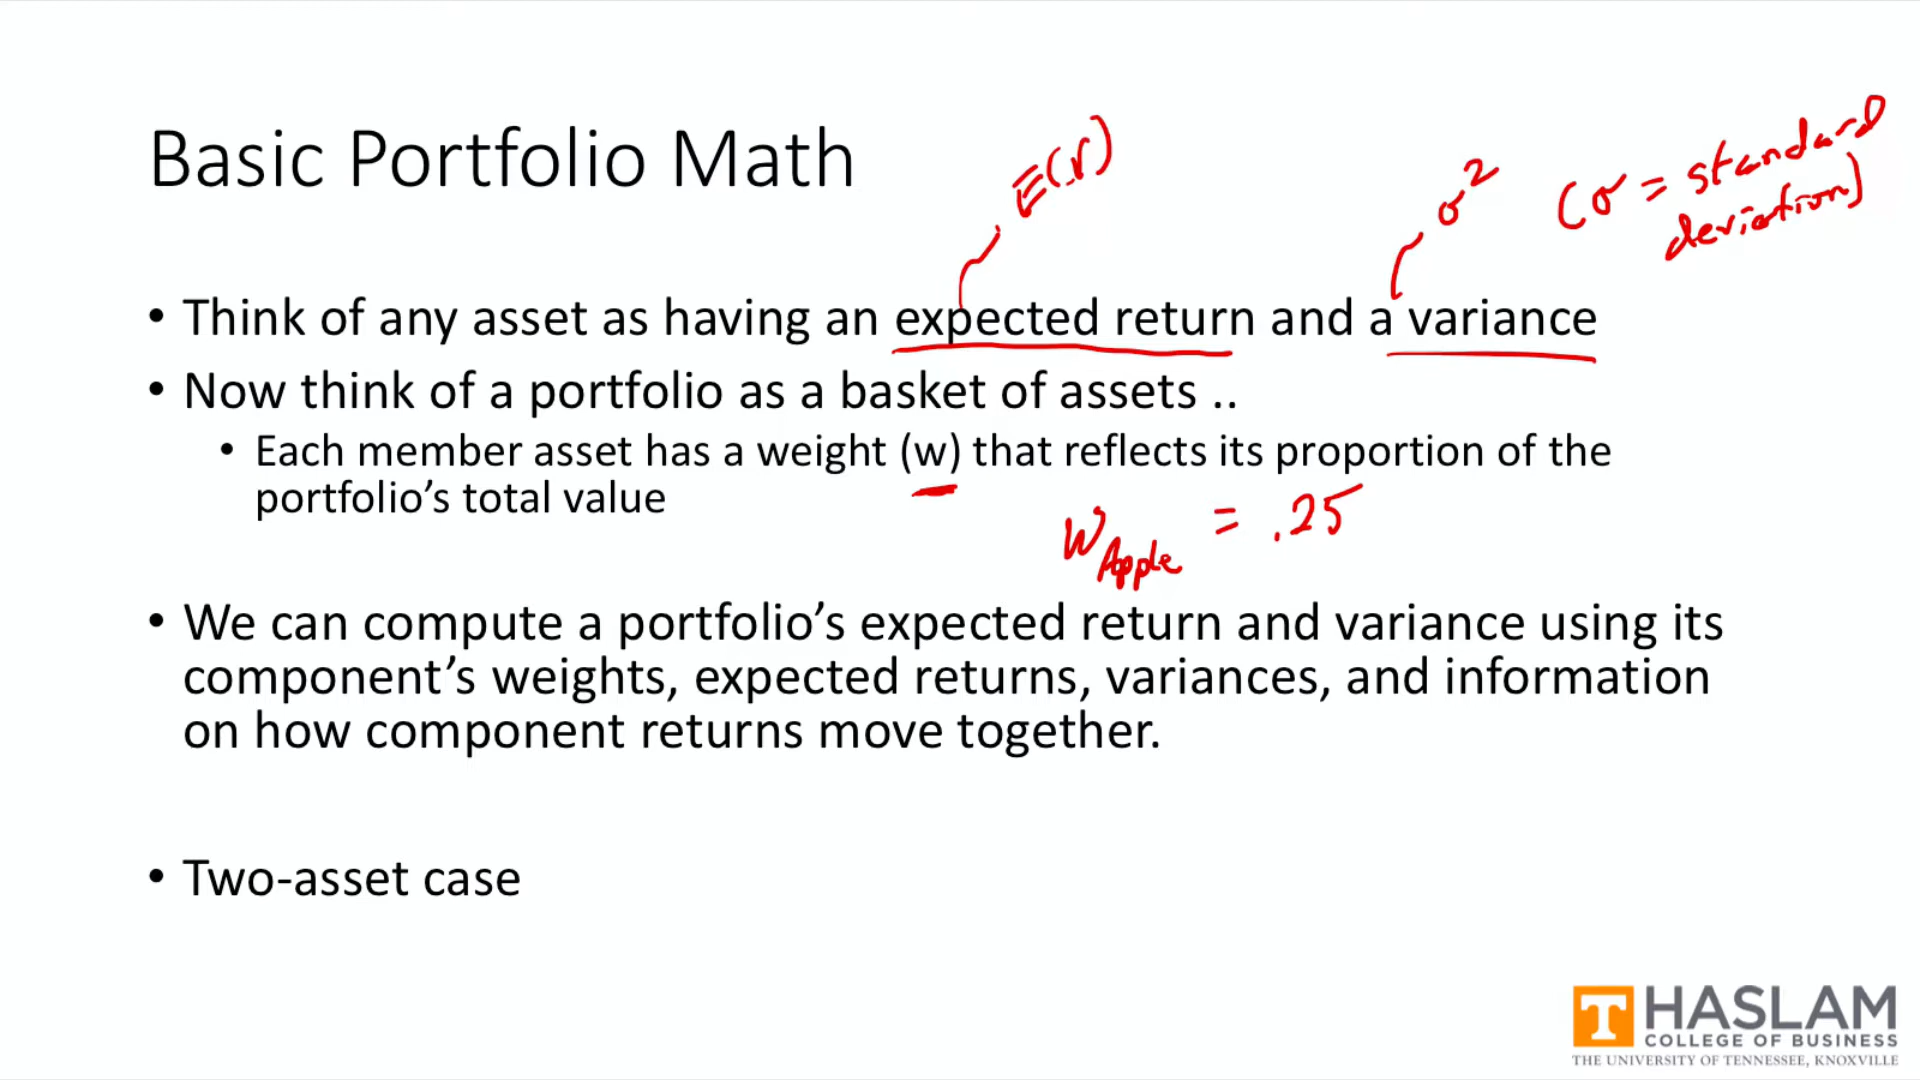 Basic Portfolio Math
E(r)
σ² (σ = standard
deviation)
• Think of any asset as having an expected return and a variance
• Now think of a portfolio as a basket of assets ..
• Each member asset has a weight (w) that reflects its proportion of the
portfolio’s total value
W Apple = .25
• We can compute a portfolio’s expected return and variance using its
component’s weights, expected returns, variances, and information
on how component returns move together.
• Two-asset case
T HASLAM
COLLEGE OF BUSINESS
THE UNIVERSITY OF TENNESSEE, KNOXVILLE